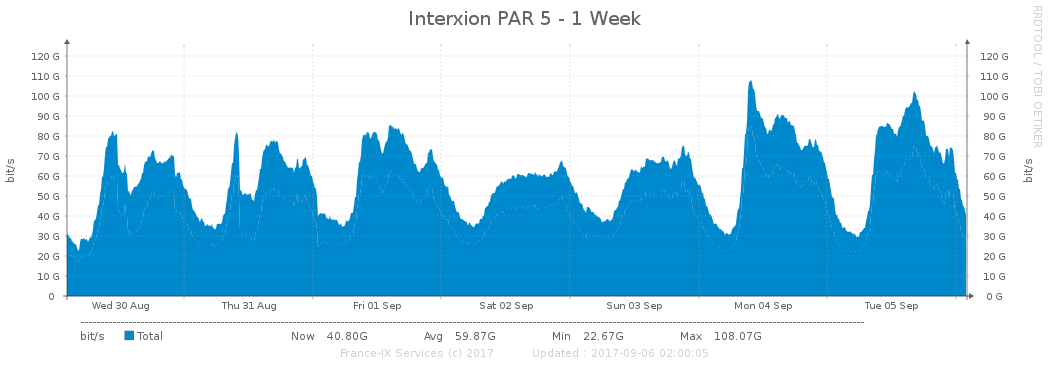 Interxion PAR 5 - 1 Week
RRDTOOL / TOBI OETIKER
bit/s
120 G
110 G
100 G
90 G
80 G
70 G
60 G
50 G
40 G
30 G
20 G
10 G
0
120 G
110 G
100 G
90 G
80 G
70 G
60 G
50 G
40 G
30 G
20 G
10 G
0 G
bit/s
Wed 30 Aug Thu 31 Aug Fri 01 Sep Sat 02 Sep Sun 03 Sep Mon 04 Sep Tue 05 Sep
bit/s Total Now 40.80G Avg 59.87G Min 22.67G Max 108.07G
France-IX Services (c) 2017 Updated : 2017-09-06 02:00:05